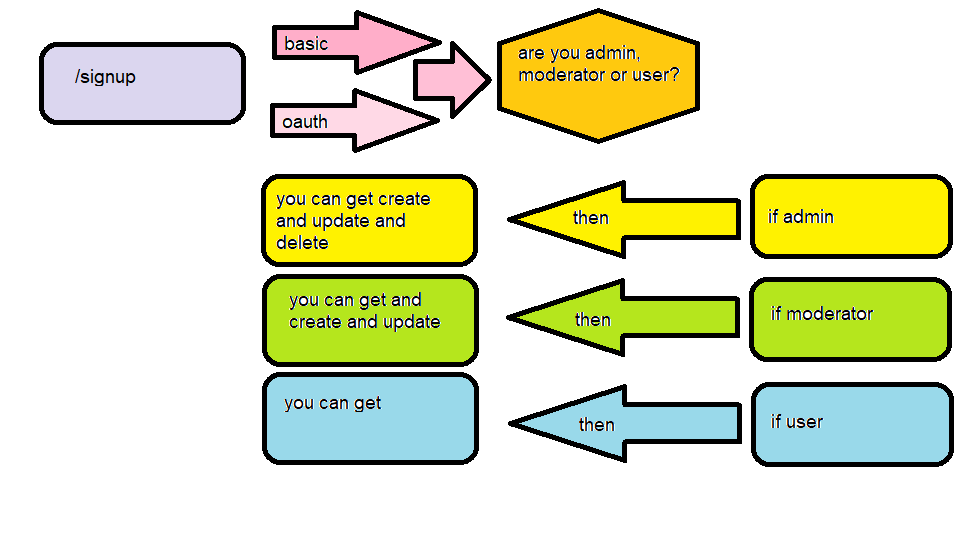 /signup
basic
oauth
are you admin,
moderator or user?
you can get create
and update and
delete
then
if admin
you can get and
create and update
then
if moderator
you can get
then
if user